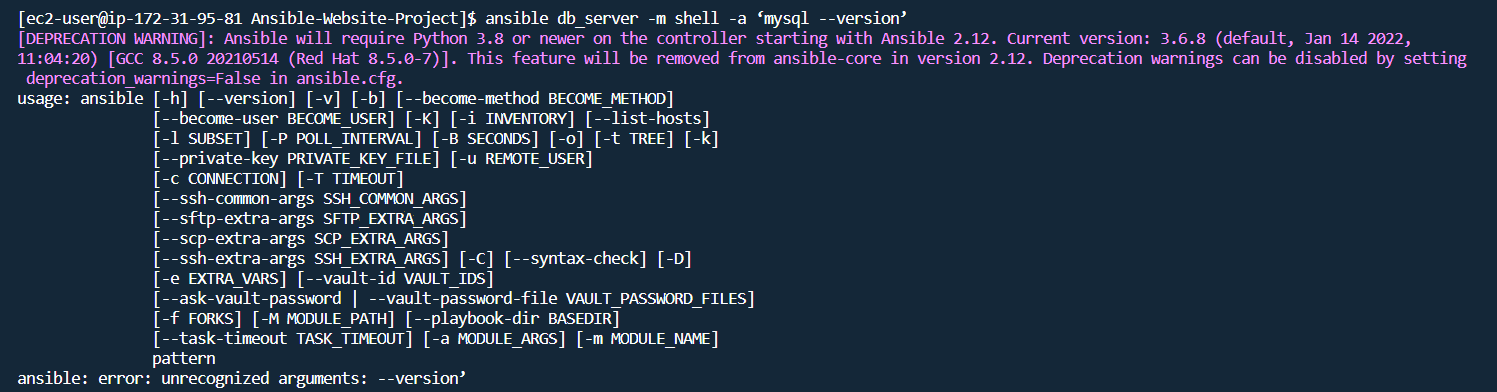 [ec2-user@ip-172-31-95-81 Ansible-Website-Project]$ ansible db_server -m shell -a ‘mysql --version’
[DEPRECATION WARNING]: Ansible will require Python 3.8 or newer on the controller starting with Ansible 2.12. Current version: 3.6.8 (default, Jan 14 2022,
11:04:20) [GCC 8.5.0 20210514 (Red Hat 8.5.0-7)]. This feature will be removed from ansible-core in version 2.12. Deprecation warnings can be disabled by setting
deprecation_warnings=False in ansible.cfg.
usage: ansible [-h] [--version] [-v] [-b] [--become-method BECOME_METHOD]
[--become-user BECOME_USER] [-K] [-i INVENTORY] [--list-hosts]
[-l SUBSET] [-P POLL_INTERVAL] [-B SECONDS] [-o] [-t TREE] [-k]
[--private-key PRIVATE_KEY_FILE] [-u REMOTE_USER]
[-c CONNECTION] [-T TIMEOUT]
[--ssh-common-args SSH_COMMON_ARGS]
[--sftp-extra-args SFTP_EXTRA_ARGS]
[--scp-extra-args SCP_EXTRA_ARGS]
[--ssh-extra-args SSH_EXTRA_ARGS] [-C] [--syntax-check] [-D]
[-e EXTRA_VARS] [--vault-id VAULT_IDS]
[--ask-vault-password | --vault-password-file VAULT_PASSWORD_FILES]
[-f FORKS] [-M MODULE_PATH] [--playbook-dir BASEDIR]
[--task-timeout TASK_TIMEOUT] [-a MODULE_ARGS] [-m MODULE_NAME]
pattern
ansible: error: unrecognized arguments: --version’